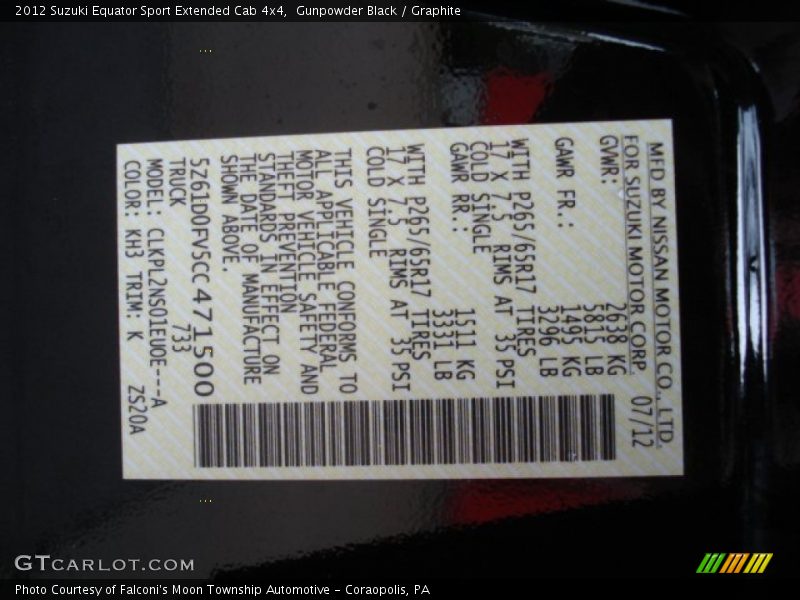 2012 Suzuki Equator Sport Extended Cab 4x4,  Gunpowder Black / Graphite
MFD BY NISSAN MOTOR CO., LTD.
FOR SUZUKI MOTOR CORP. 07/12
GVWR: 2638 KG
5815 LB
GAWR FR.: 1495 KG
3296 LB
WITH P265/65R17 TIRES
17 X 7.5 RIMS AT 35 PSI
COLD SINGLE
GAWR RR.: 1511 KG
3331 LB
WITH P265/65R17 TIRES
17 X 7.5 RIMS AT 35 PSI
COLD SINGLE
THIS VEHICLE CONFORMS TO
ALL APPLICABLE FEDERAL
MOTOR VEHICLE SAFETY AND
THEFT PREVENTION
STANDARDS IN EFFECT ON
THE DATE OF MANUFACTURE
SHOWN ABOVE.
5Z61D0FV5CC471500
TRUCK 733
MODEL: CLKPL2NS01EU0E---A
COLOR: KH3 TRIM: K ZS20A
GTCARLOT.COM
Photo Courtesy of Falconi's Moon Township Automotive - Coraopolis, PA